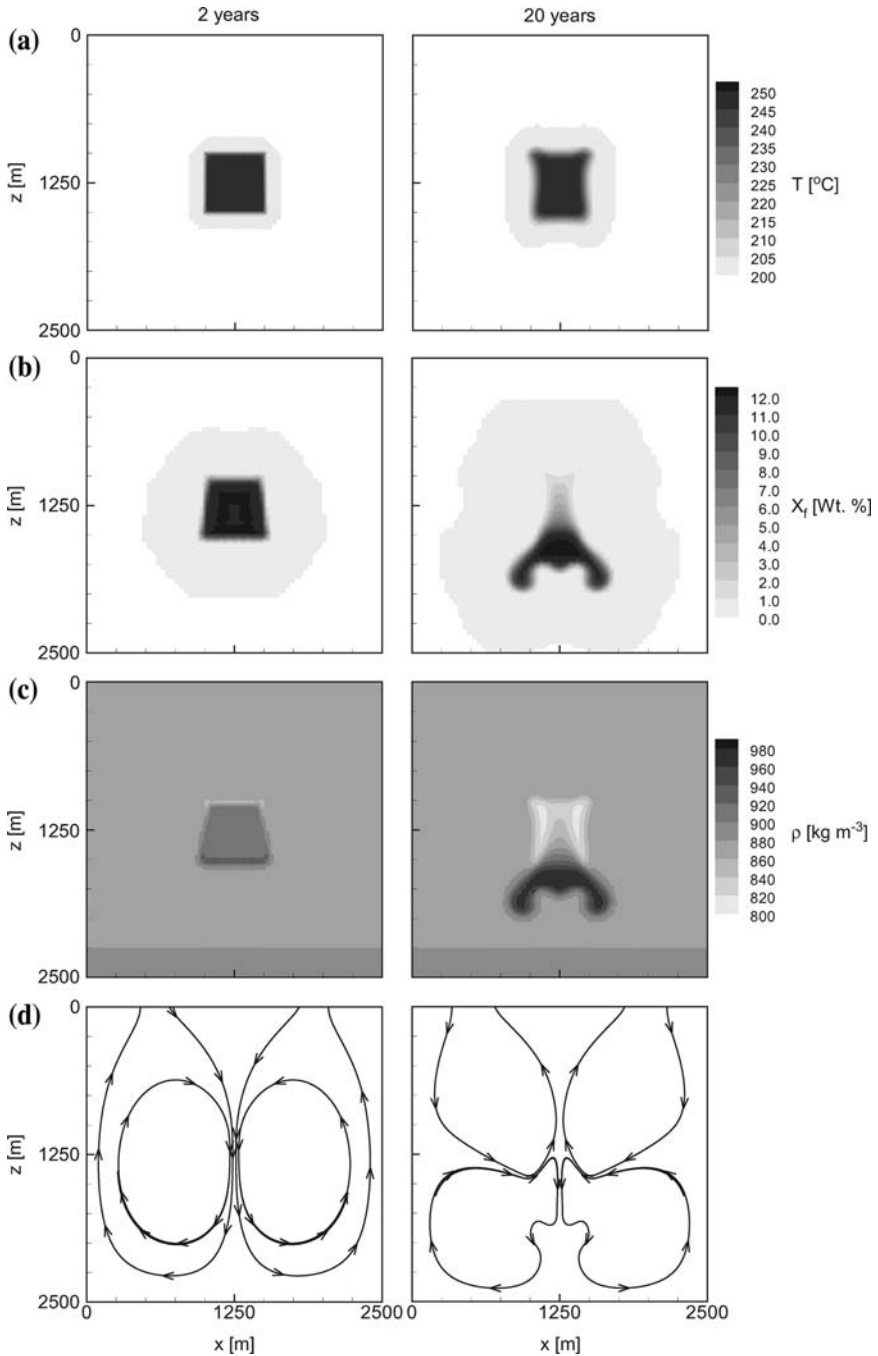 2 years
20 years
(a)
0
1250
2500
z [m]
250
245
240
235
230
225
220
215
210
205
200
T [°C]
(b)
0
1250
2500
z [m]
12.0
11.0
10.0
9.0
8.0
7.0
6.0
5.0
4.0
3.0
2.0
1.0
0.0
X_f [Wt. %]
(c)
0
1250
2500
z [m]
980
960
940
920
900
880
860
840
820
800
ρ [kg m⁻³]
(d)
0
1250
2500
z [m]
0 1250 2500
x [m]
0 1250 2500
x [m]